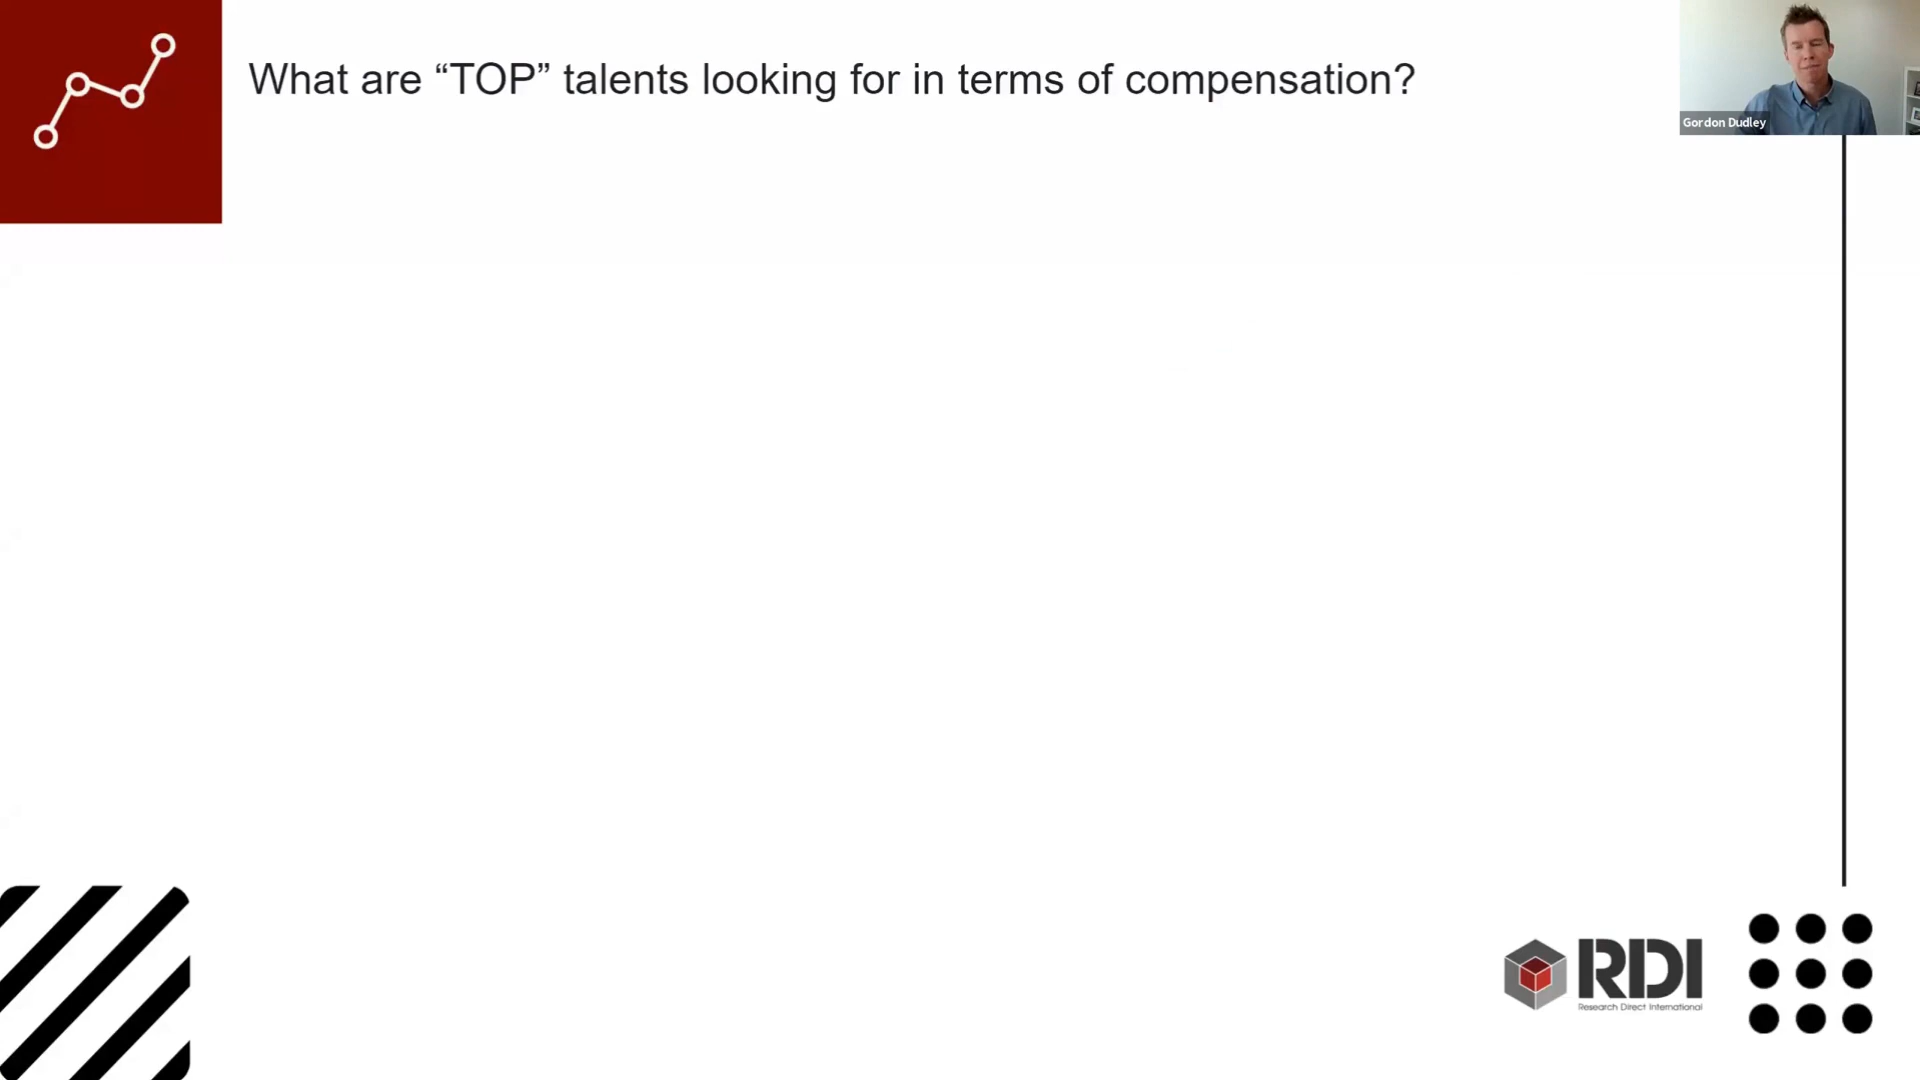 What are “TOP” talents looking for in terms of compensation?
Gordon Dudley
RDI
Research Direct International